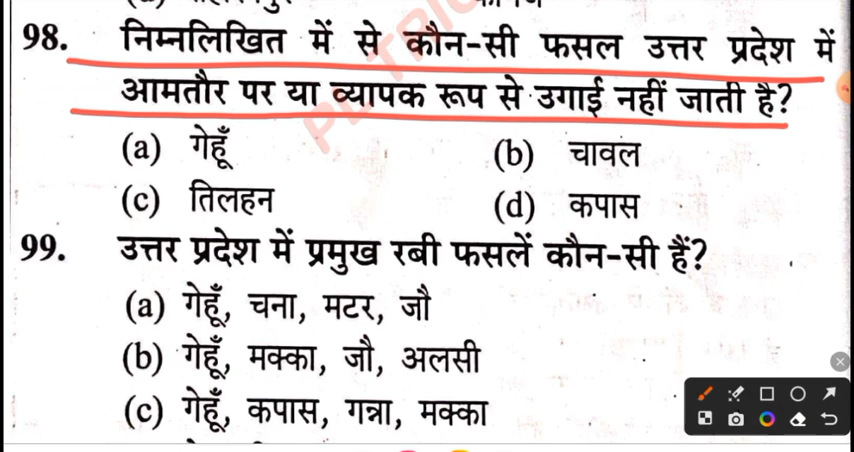 98. निम्नलिखित में से कौन-सी फसल उत्तर प्रदेश में
आमतौर पर या व्यापक रूप से उगाई नहीं जाती है?
(a) गेहूँ (b) चावल
(c) तिलहन (d) कपास
99. उत्तर प्रदेश में प्रमुख रबी फसलें कौन-सी हैं?
(a) गेहूँ, चना, मटर, जौ
(b) गेहूँ, मक्का, जौ, अलसी
(c) गेहूँ, कपास, गन्ना, मक्का